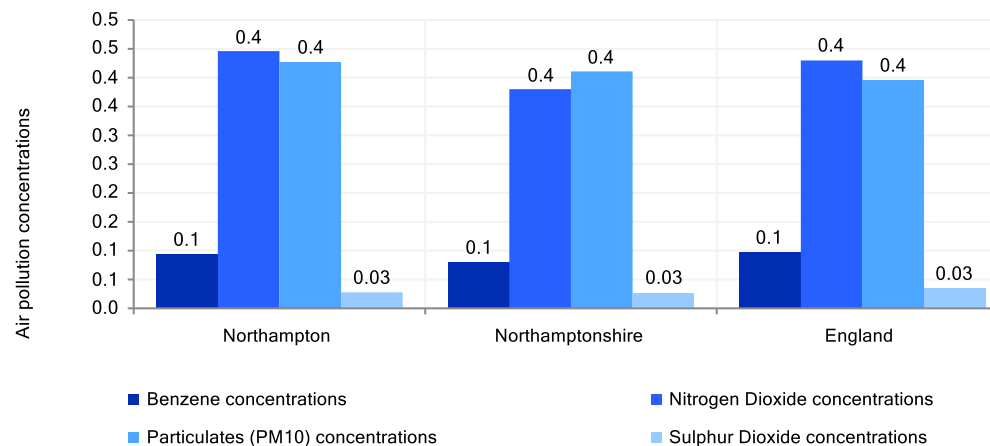 Air pollution concentrations
0.5
0.5
0.4
0.4
0.3
0.3
0.2
0.2
0.1
0.1
0.0
0.1
0.4
0.4
0.03
0.1
0.4
0.4
0.03
0.1
0.4
0.4
0.03
Northampton
Northamptonshire
England
Benzene concentrations
Nitrogen Dioxide concentrations
Particulates (PM10) concentrations
Sulphur Dioxide concentrations